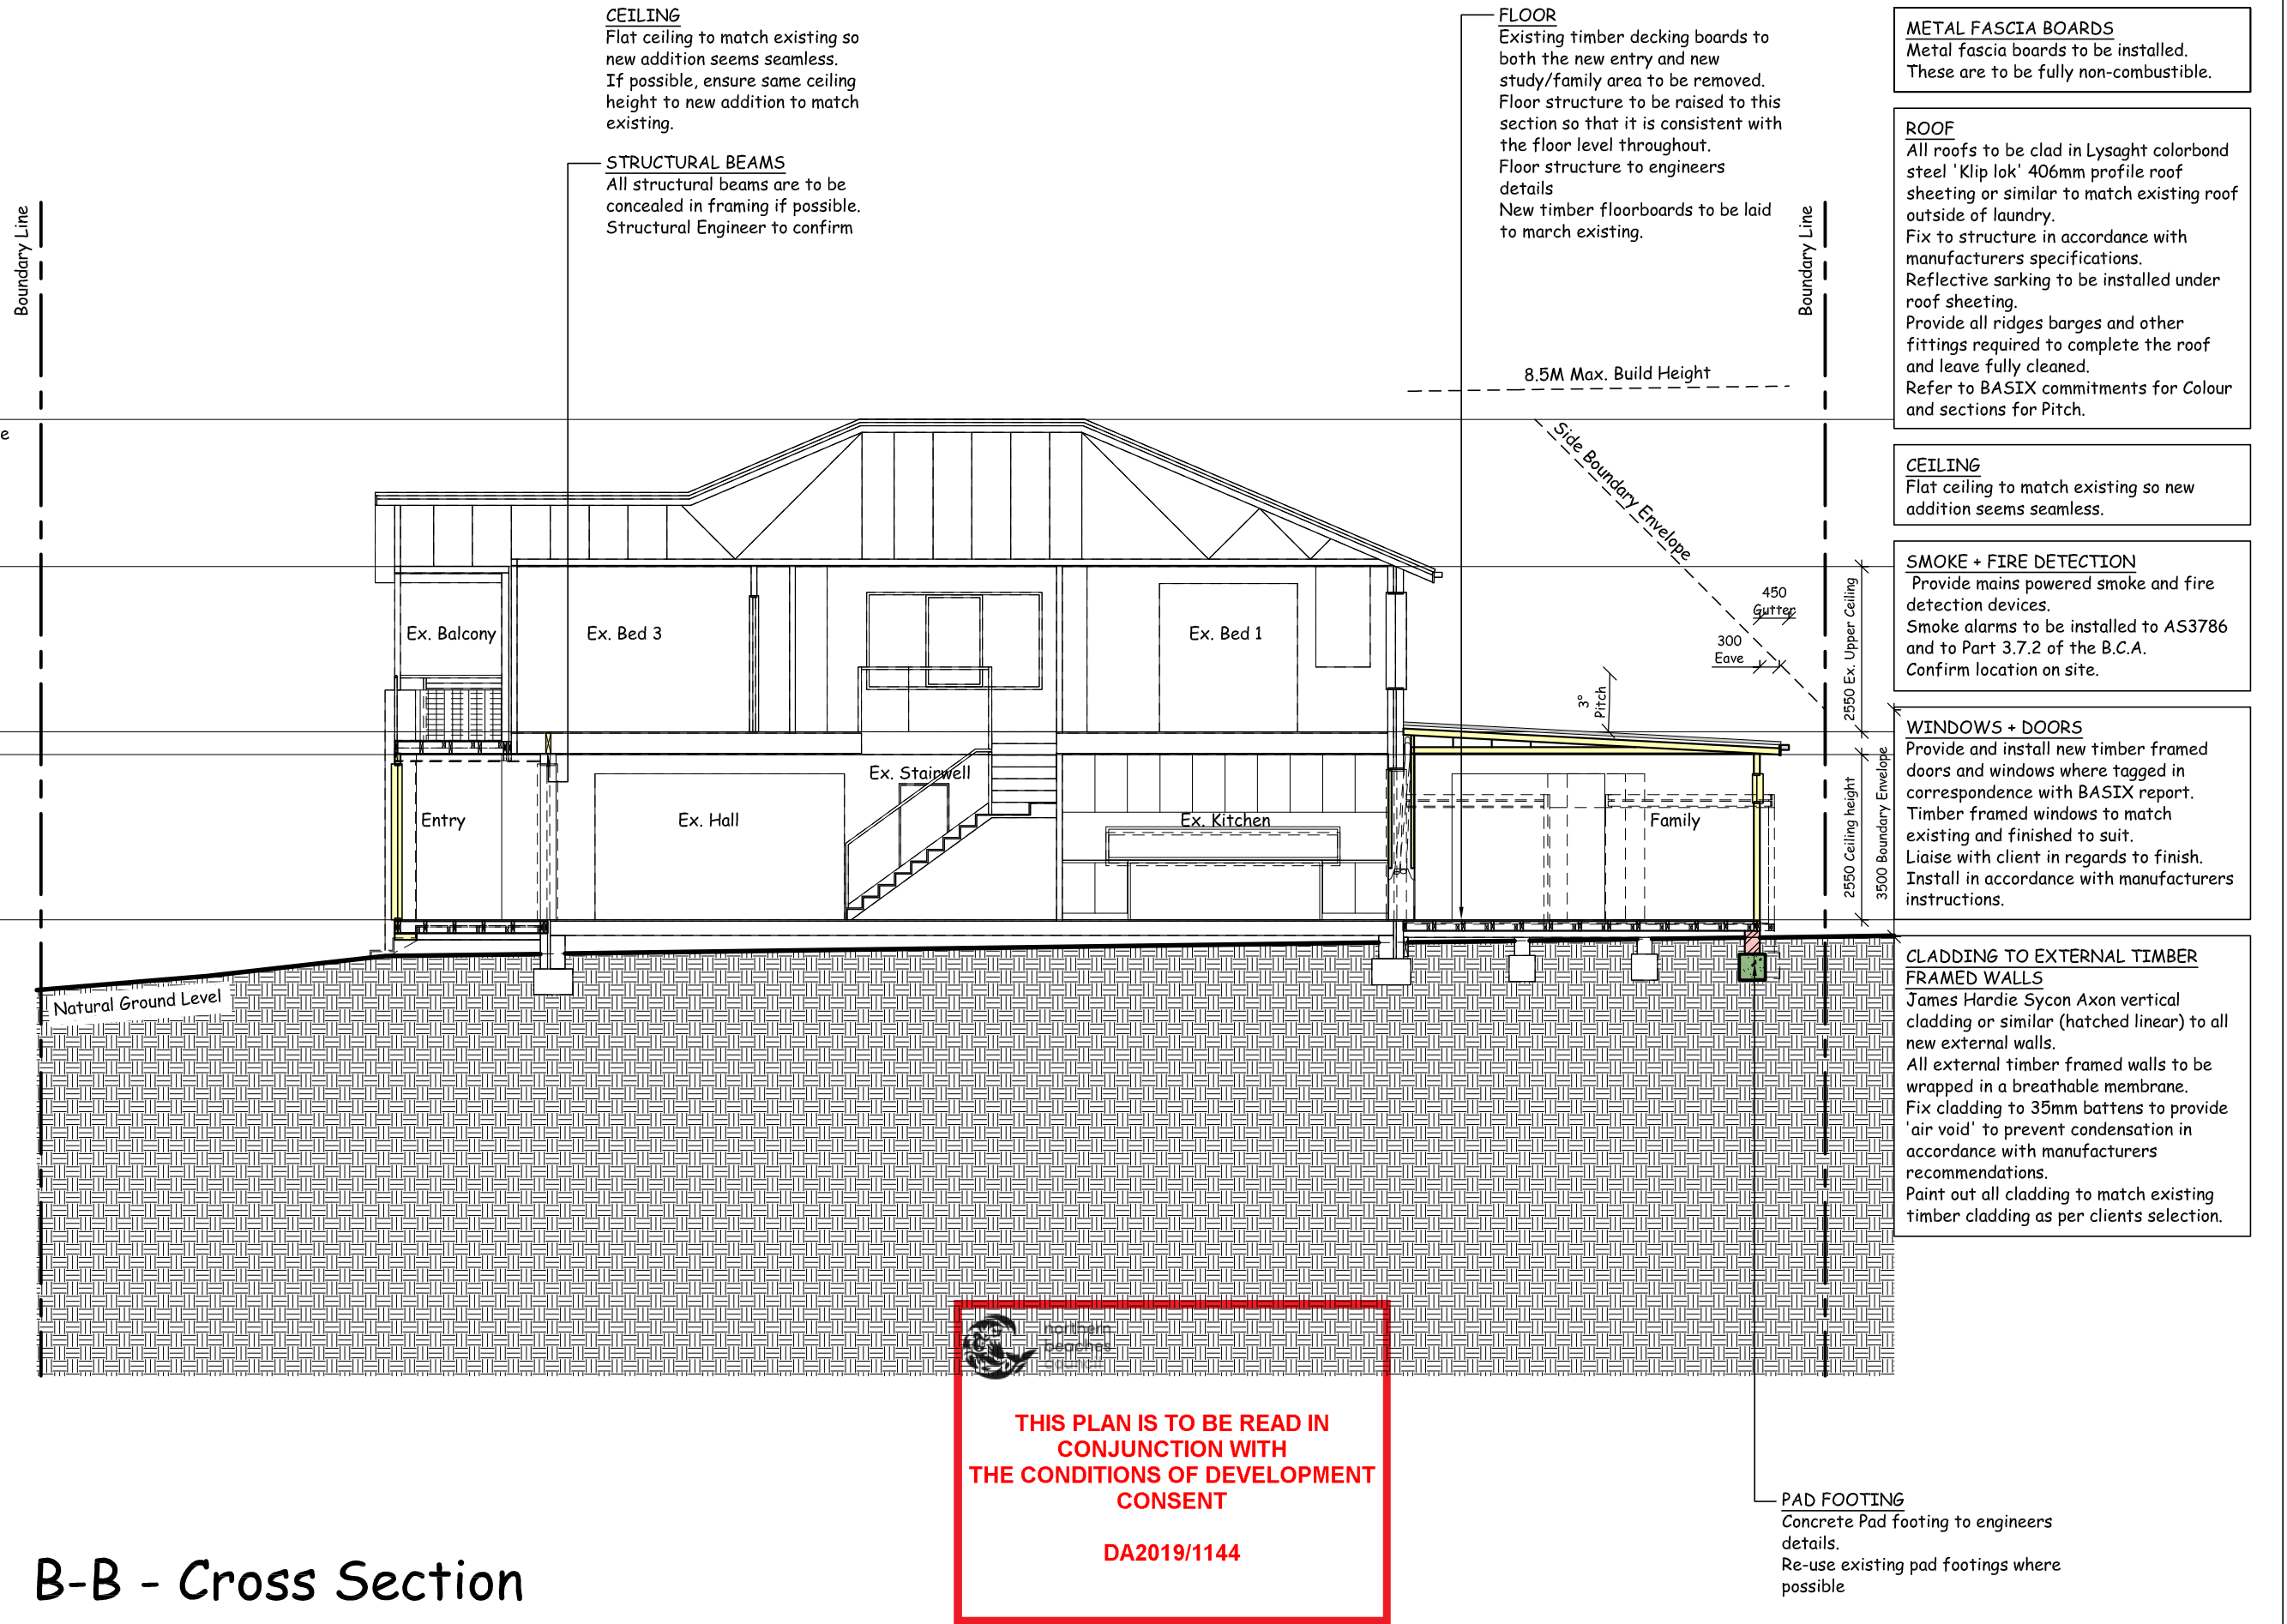 CEILING
Flat ceiling to match existing so
new addition seems seamless.
If possible, ensure same ceiling
height to new addition to match
existing.
STRUCTURAL BEAMS
All structural beams are to be
concealed in framing if possible.
Structural Engineer to confirm
FLOOR
Existing timber decking boards to
both the new entry and new
study/family area to be removed.
Floor structure to be raised to this
section so that it is consistent with
the floor level throughout.
Floor structure to engineers
details
New timber floorboards to be laid
to march existing.
METAL FASCIA BOARDS
Metal fascia boards to be installed.
These are to be fully non-combustible.
ROOF
All roofs to be clad in Lysaght colorbond
steel 'Klip lok' 406mm profile roof
sheeting or similar to match existing roof
outside of laundry.
Fix to structure in accordance with
manufacturers specifications.
Reflective sarking to be installed under
roof sheeting.
Provide all ridges barges and other
fittings required to complete the roof
and leave fully cleaned.
Refer to BASIX commitments for Colour
and sections for Pitch.
CEILING
Flat ceiling to match existing so new
addition seems seamless.
SMOKE + FIRE DETECTION
Provide mains powered smoke and fire
detection devices.
Smoke alarms to be installed to AS3786
and to Part 3.7.2 of the B.C.A.
Confirm location on site.
WINDOWS + DOORS
Provide and install new timber framed
doors and windows where tagged in
correspondence with BASIX report.
Timber framed windows to match
existing and finished to suit.
Liaise with client in regards to finish.
Install in accordance with manufacturers
instructions.
CLADDING TO EXTERNAL TIMBER
FRAMED WALLS
James Hardie Sycon Axon vertical
cladding or similar (hatched linear) to all
new external walls.
All external timber framed walls to be
wrapped in a breathable membrane.
Fix cladding to 35mm battens to provide
'air void' to prevent condensation in
accordance with manufacturers
recommendations.
Paint out all cladding to match existing
timber cladding as per clients selection.
Boundary Line
Boundary Line
e
8.5M Max. Build Height
Side Boundary Envelope
450
Gutter
300
Eave
3°
Pitch
2550 Ex. Upper Ceiling
2550 Ceiling height
3500 Boundary Envelope
Ex. Balcony
Ex. Bed 3
Ex. Bed 1
Entry
Ex. Hall
Ex. Stairwell
Ex. Kitchen
Family
Natural Ground Level
northern
beaches
council
THIS PLAN IS TO BE READ IN
CONJUNCTION WITH
THE CONDITIONS OF DEVELOPMENT
CONSENT
DA2019/1144
PAD FOOTING
Concrete Pad footing to engineers
details.
Re-use existing pad footings where
possible
B-B - Cross Section